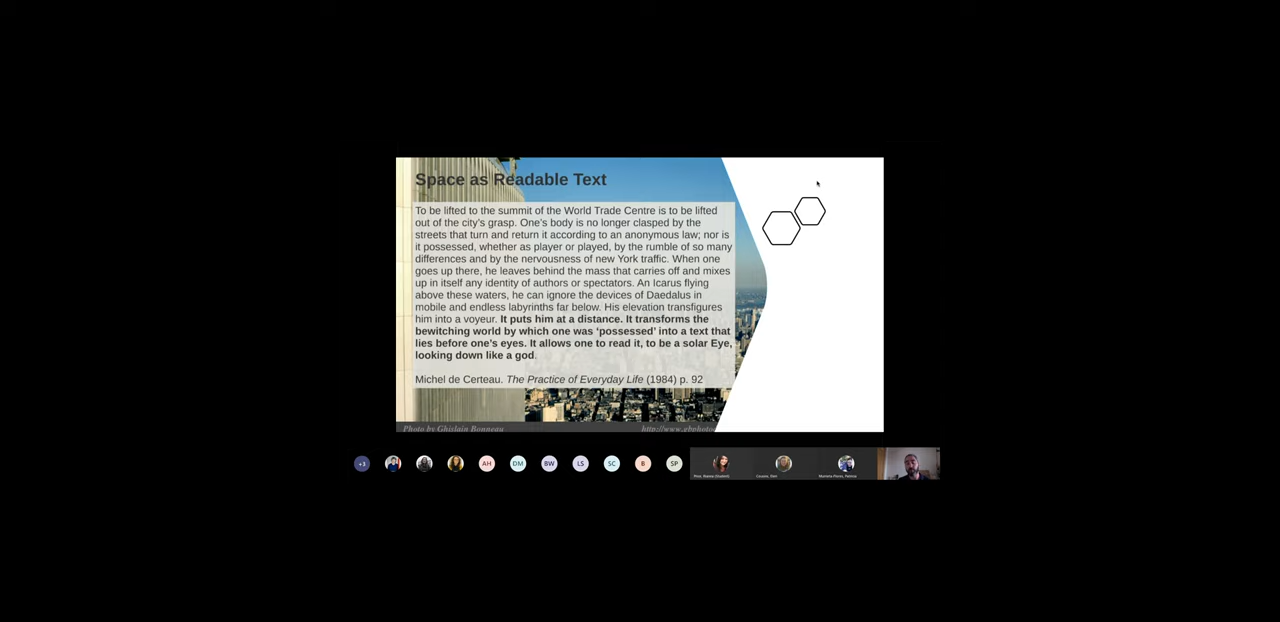 Space as Readable Text
To be lifted to the summit of the World Trade Centre is to be lifted
out of the city's grasp. One's body is no longer clasped by the
streets that turn and return it according to an anonymous law; nor is
it possessed, whether as player or played, by the rumble of so many
differences and by the nervousness of new York traffic. When one
goes up there, he leaves behind the mass that carries off and mixes
up in itself any identity of authors or spectators. An Icarus flying
above these waters, he can ignore the devices of Daedalus in
mobile and endless labyrinths far below. His elevation transfigures
him into a voyeur. It puts him at a distance. It transforms the
bewitching world by which one was ‘possessed’ into a text that
lies before one's eyes. It allows one to read it, to be a solar Eye,
looking down like a god.
Michel de Certeau. The Practice of Everyday Life (1984) p. 92
Photo by Ghislain Bonneau http://www.gbphoto
+3 AH DM BW LS SC B SP